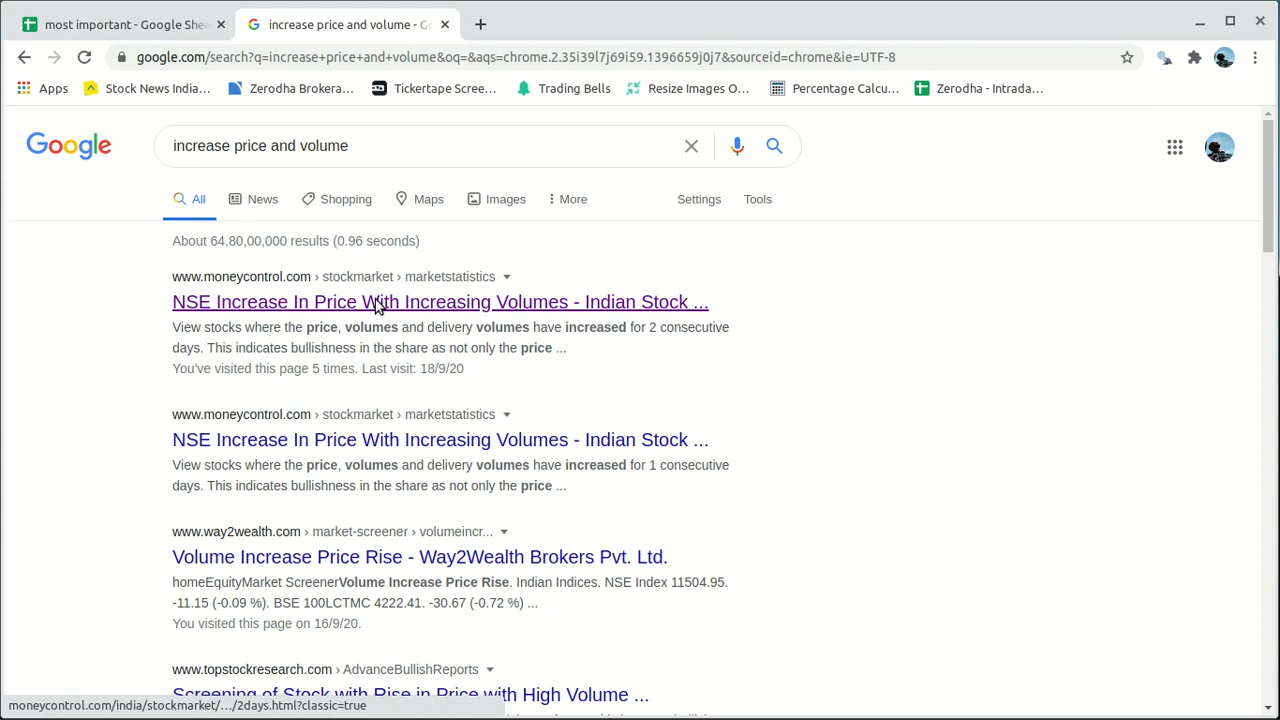 most important - Google Shee
increase price and volume - Go
google.com/search?q=increase+price+and+volume&oq=&aqs=chrome.2.35i39l7j69i59.1396659j0j7&sourceid=chrome&ie=UTF-8
Apps Stock News India... Zerodha Brokera... Tickertape Scree... Trading Bells Resize Images O... Percentage Calcu... Zerodha - Intrada...
Google
increase price and volume
All News Shopping Maps Images More Settings Tools
About 64,80,00,000 results (0.96 seconds)
www.moneycontrol.com › stockmarket › marketstatistics
NSE Increase In Price With Increasing Volumes - Indian Stock ...
View stocks where the price, volumes and delivery volumes have increased for 2 consecutive
days. This indicates bullishness in the share as not only the price ...
You've visited this page 5 times. Last visit: 18/9/20
www.moneycontrol.com › stockmarket › marketstatistics
NSE Increase In Price With Increasing Volumes - Indian Stock ...
View stocks where the price, volumes and delivery volumes have increased for 1 consecutive
days. This indicates bullishness in the share as not only the price ...
www.way2wealth.com › market-screener › volumeincr...
Volume Increase Price Rise - Way2Wealth Brokers Pvt. Ltd.
homeEquityMarket ScreenerVolume Increase Price Rise. Indian Indices. NSE Index 11504.95.
-11.15 (-0.09 %). BSE 100LCTMC 4222.41. -30.67 (-0.72 %) ...
You visited this page on 16/9/20.
www.topstockresearch.com › AdvanceBullishReports
Screening of Stock with Rise in Price with High Volume ...
moneycontrol.com/india/stockmarket/.../2days.html?classic=true